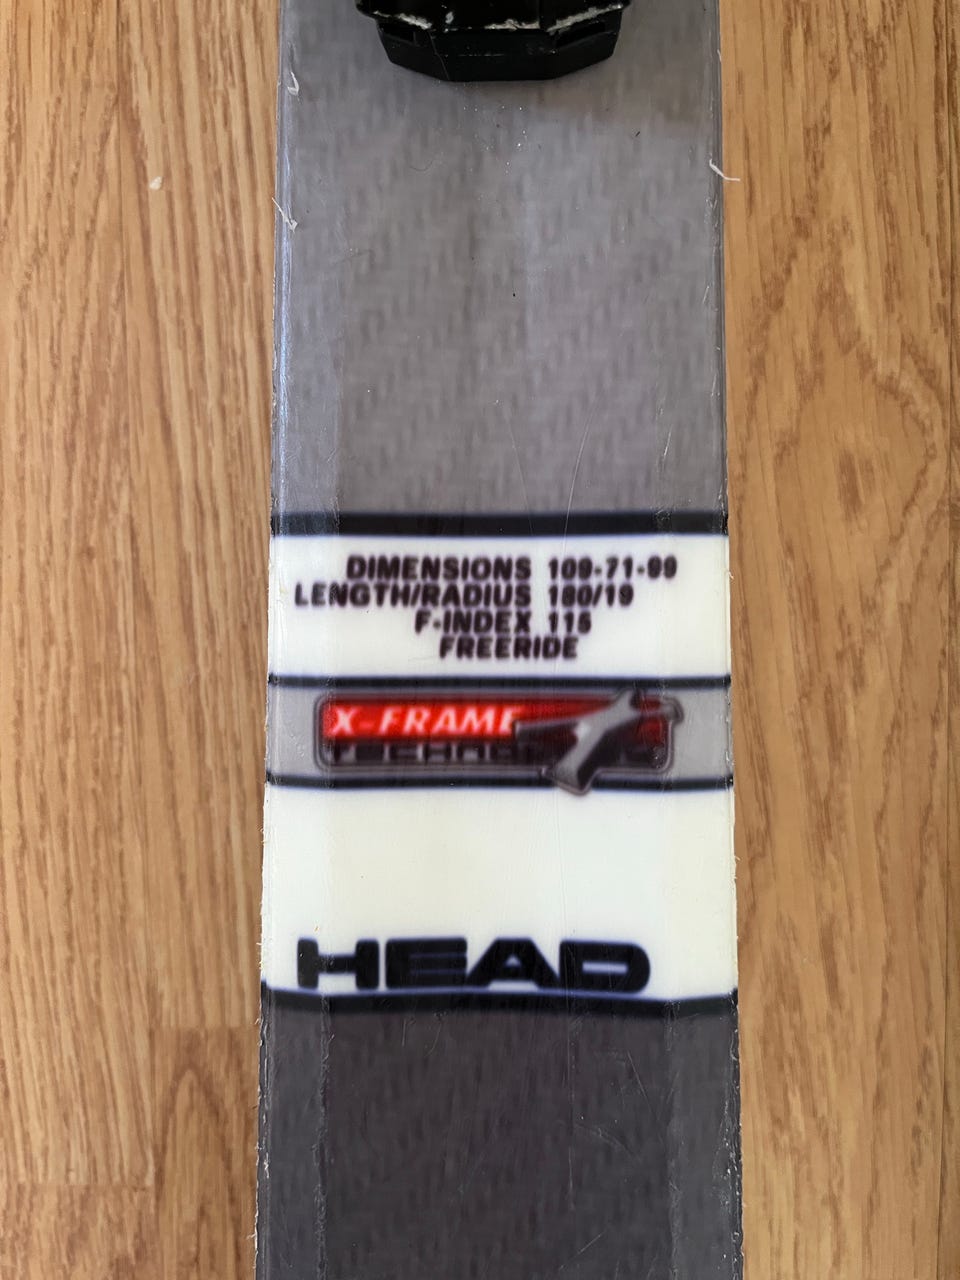 DIMENSIONS 109-71-99
LENGTH/RADIUS 180/19
F-INDEX 115
FREERIDE
X-FRAME
HEAD